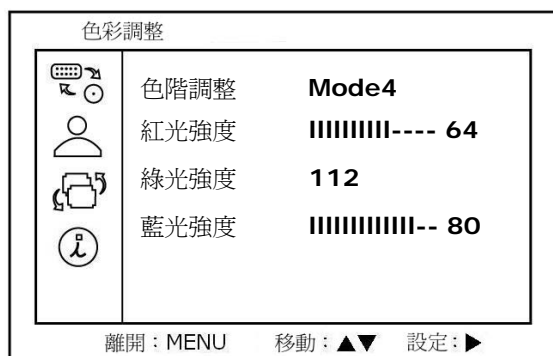 色彩調整
色階調整 Mode4
紅光強度 IIIIIIIIII---- 64
綠光強度 112
藍光強度 IIIIIIIIIIIII-- 80
離開：MENU 移動：▲▼ 設定：▶